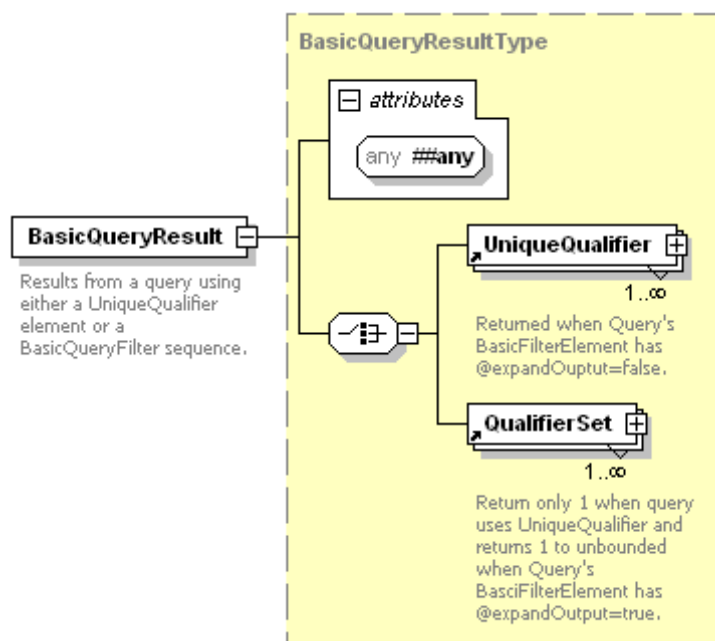 BasicQueryResultType
attributes
any ##any
BasicQueryResult
Results from a query using
either a UniqueQualifier
element or a
BasicQueryFilter sequence.
UniqueQualifier
1..∞
Returned when Query's
BasicFilterElement has
@expandOuptut=false.
QualifierSet
1..∞
Return only 1 when query
uses UniqueQualifier and
returns 1 to unbounded
when Query's
BasciFilterElement has
@expandOutput=true.